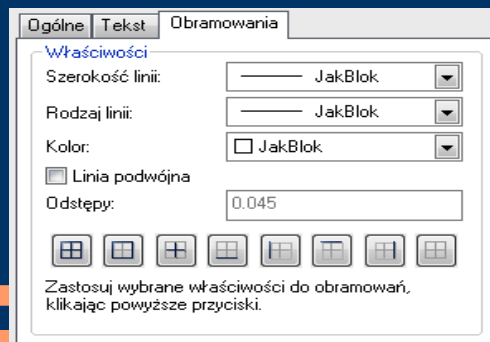 Ogólne Tekst Obramowania
Właściwości
Szerokość linii: JakBlok
Rodzaj linii: JakBlok
Kolor: JakBlok
Linia podwójna
Odstępy: 0.045
Zastosuj wybrane właściwości do obramowań,
klikając powyższe przyciski.